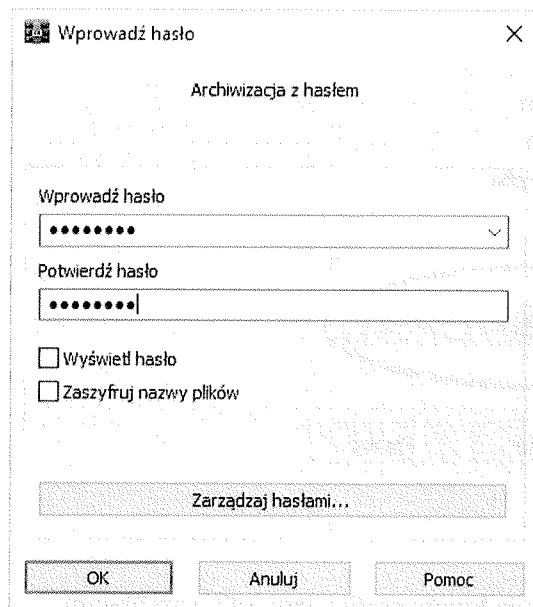 Wprowadź hasło
Archiwizacja z hasłem
Wprowadź hasło
••••••••
Potwierdź hasło
••••••••
Wyświetl hasło
Zaszyfruj nazwy plików
Zarządzaj hasłami...
OK
Anuluj
Pomoc